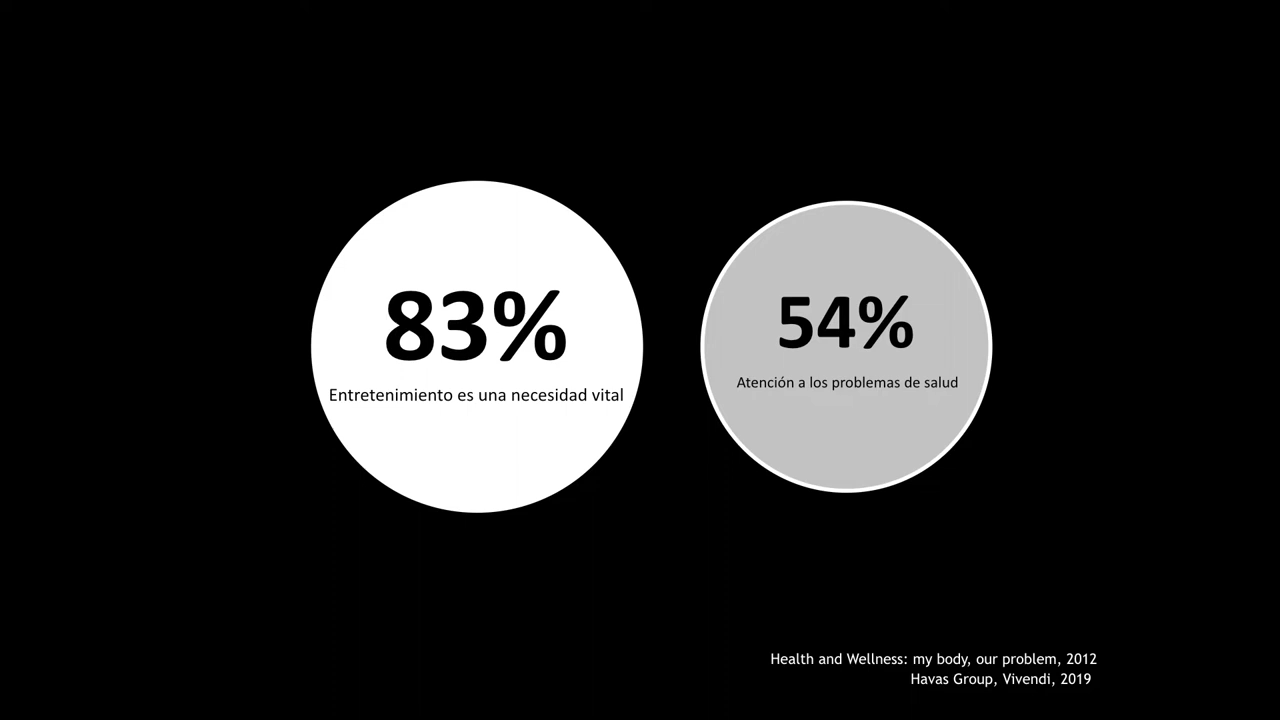 83%
Entretenimiento es una necesidad vital
54%
Atención a los problemas de salud
Health and Wellness: my body, our problem, 2012
Havas Group, Vivendi, 2019